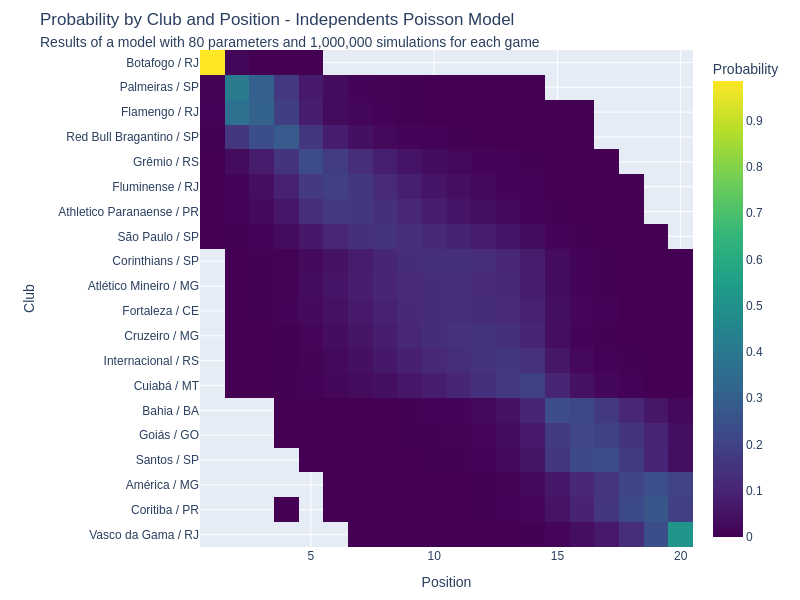 Probability by Club and Position - Independents Poisson Model
Results of a model with 80 parameters and 1,000,000 simulations for each game
Probability
Botafogo / RJ
Palmeiras / SP
Flamengo / RJ
Red Bull Bragantino / SP
Grêmio / RS
Fluminense / RJ
Athletico Paranaense / PR
São Paulo / SP
Corinthians / SP
Atlético Mineiro / MG
Fortaleza / CE
Cruzeiro / MG
Internacional / RS
Cuiabá / MT
Bahia / BA
Goiás / GO
Santos / SP
América / MG
Coritiba / PR
Vasco da Gama / RJ
Club
5
10
15
20
Position
0.9
0.8
0.7
0.6
0.5
0.4
0.3
0.2
0.1
0